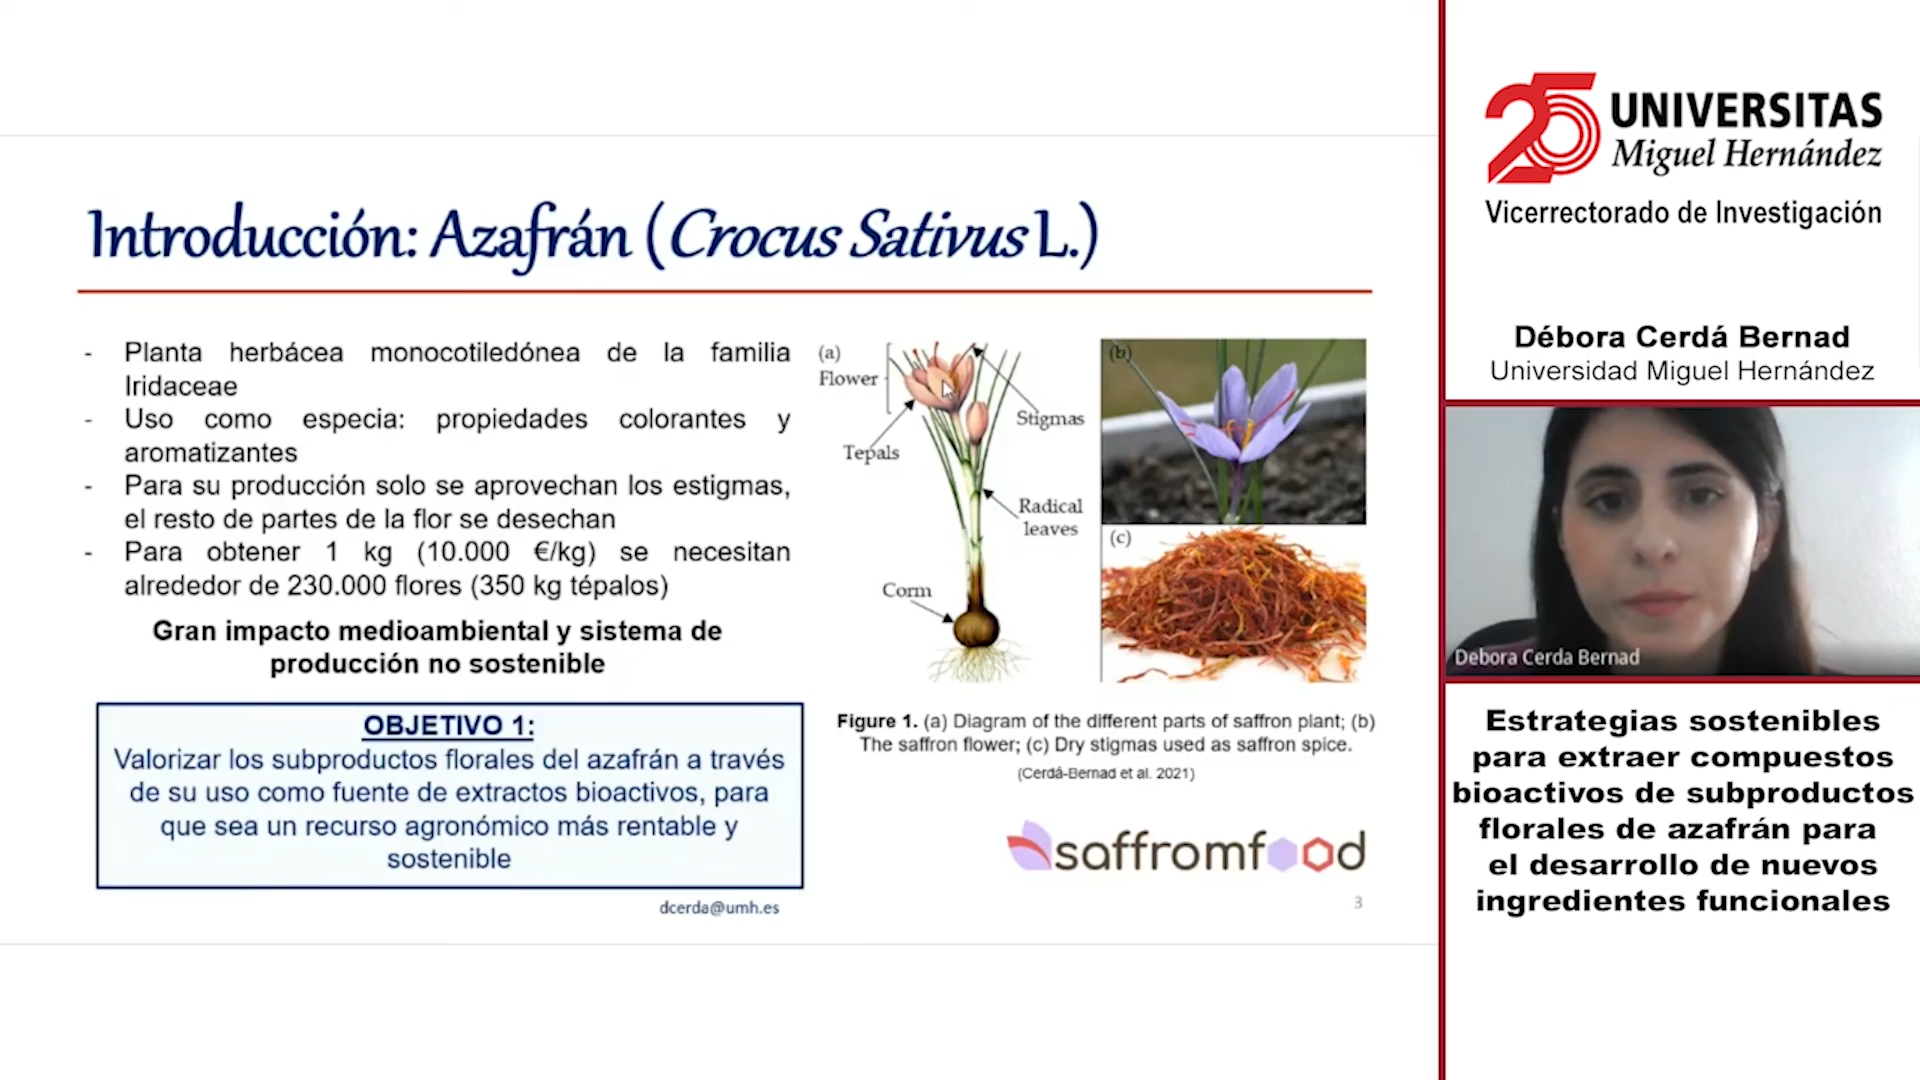 Introducción: Azafrán (Crocus Sativus L.)
- Planta herbácea monocotiledónea de la familia
Iridaceae
- Uso como especia: propiedades colorantes y
aromatizantes
- Para su producción solo se aprovechan los estigmas,
el resto de partes de la flor se desechan
- Para obtener 1 kg (10.000 €/kg) se necesitan
alrededor de 230.000 flores (350 kg tépalos)
Gran impacto medioambiental y sistema de
producción no sostenible
OBJETIVO 1:
Valorizar los subproductos florales del azafrán a través
de su uso como fuente de extractos bioactivos, para
que sea un recurso agronómico más rentable y
sostenible
dcerda@umh.es
(a)
Flower
Stigmas
Tepals
Radical
leaves
Corm
(b)
(c)
Figure 1. (a) Diagram of the different parts of saffron plant; (b)
The saffron flower; (c) Dry stigmas used as saffron spice.
(Cerdá-Bernad et al. 2021)
saffromfood
3
25 UNIVERSITAS
Miguel Hernández
Vicerrectorado de Investigación
Débora Cerdá Bernad
Universidad Miguel Hernández
Debora Cerda Bernad
Estrategias sostenibles
para extraer compuestos
bioactivos de subproductos
florales de azafrán para
el desarrollo de nuevos
ingredientes funcionales